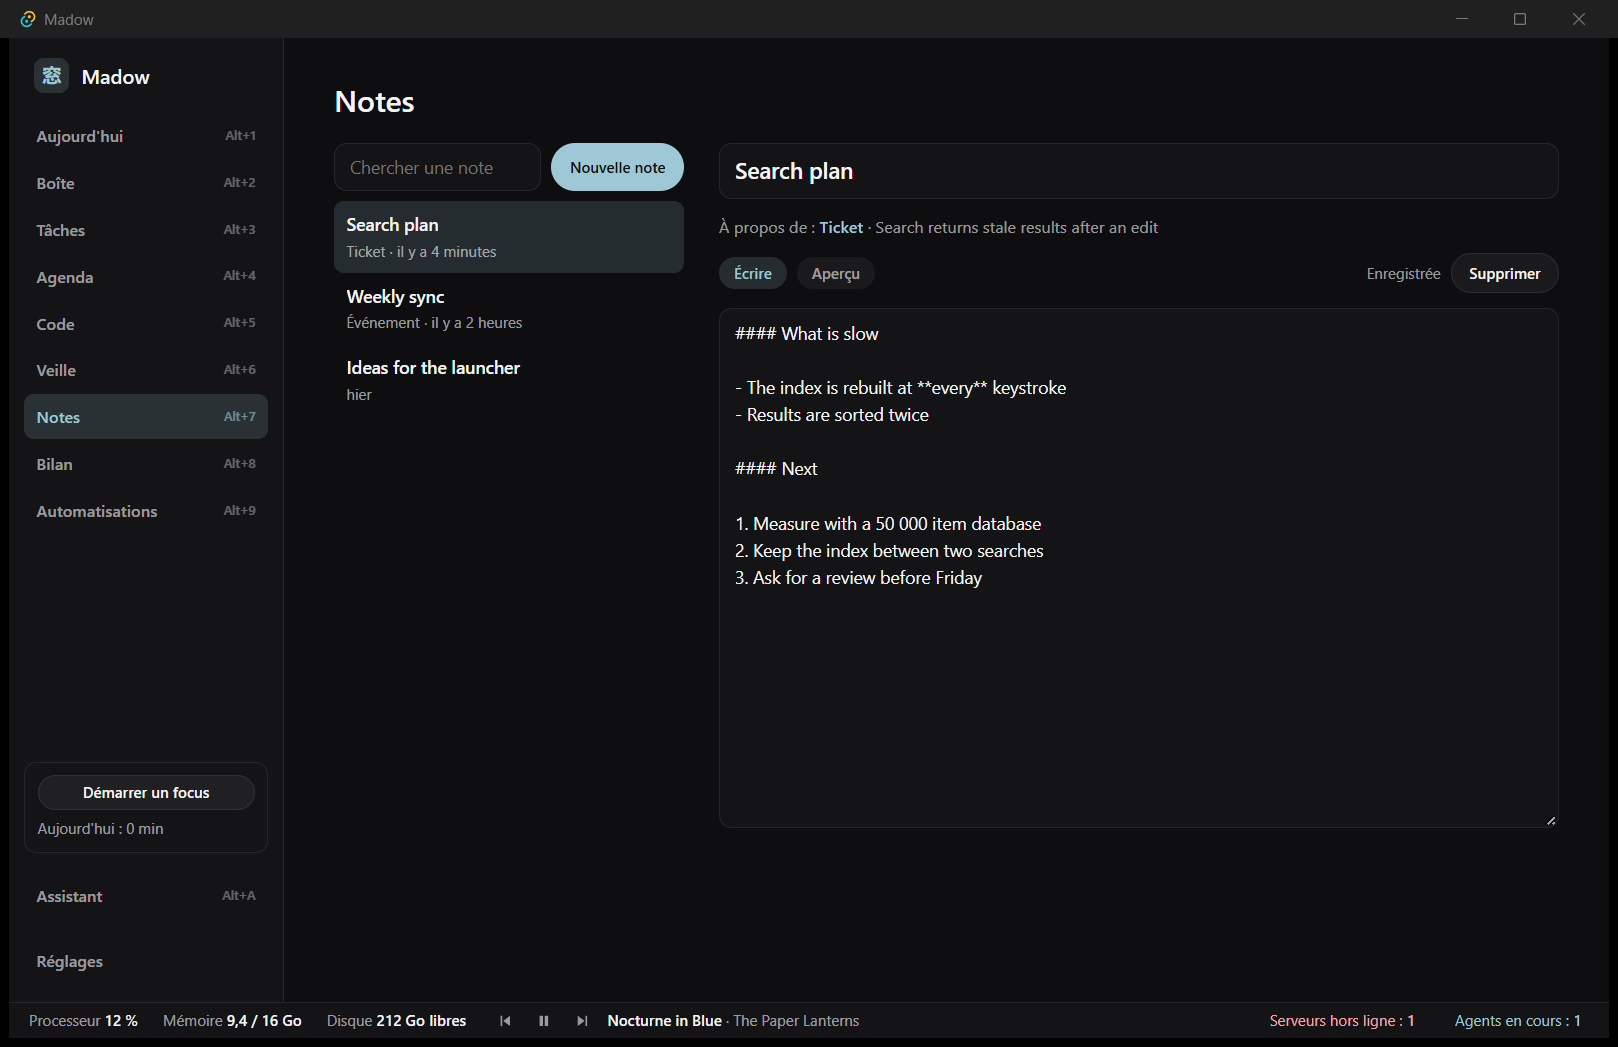 Madow
窓 Madow
Aujourd'hui Alt+1
Boîte Alt+2
Tâches Alt+3
Agenda Alt+4
Code Alt+5
Veille Alt+6
Notes Alt+7
Bilan Alt+8
Automatisations Alt+9
Démarrer un focus
Aujourd'hui : 0 min
Assistant Alt+A
Réglages
Notes
Chercher une note
Nouvelle note
Search plan
Ticket · il y a 4 minutes
Weekly sync
Événement · il y a 2 heures
Ideas for the launcher
hier
Search plan
À propos de : Ticket · Search returns stale results after an edit
Écrire Aperçu Enregistrée Supprimer
#### What is slow
- The index is rebuilt at **every** keystroke
- Results are sorted twice
#### Next
1. Measure with a 50 000 item database
2. Keep the index between two searches
3. Ask for a review before Friday
Processeur 12 % Mémoire 9,4 / 16 Go Disque 212 Go libres Nocturne in Blue · The Paper Lanterns Serveurs hors ligne : 1 Agents en cours : 1